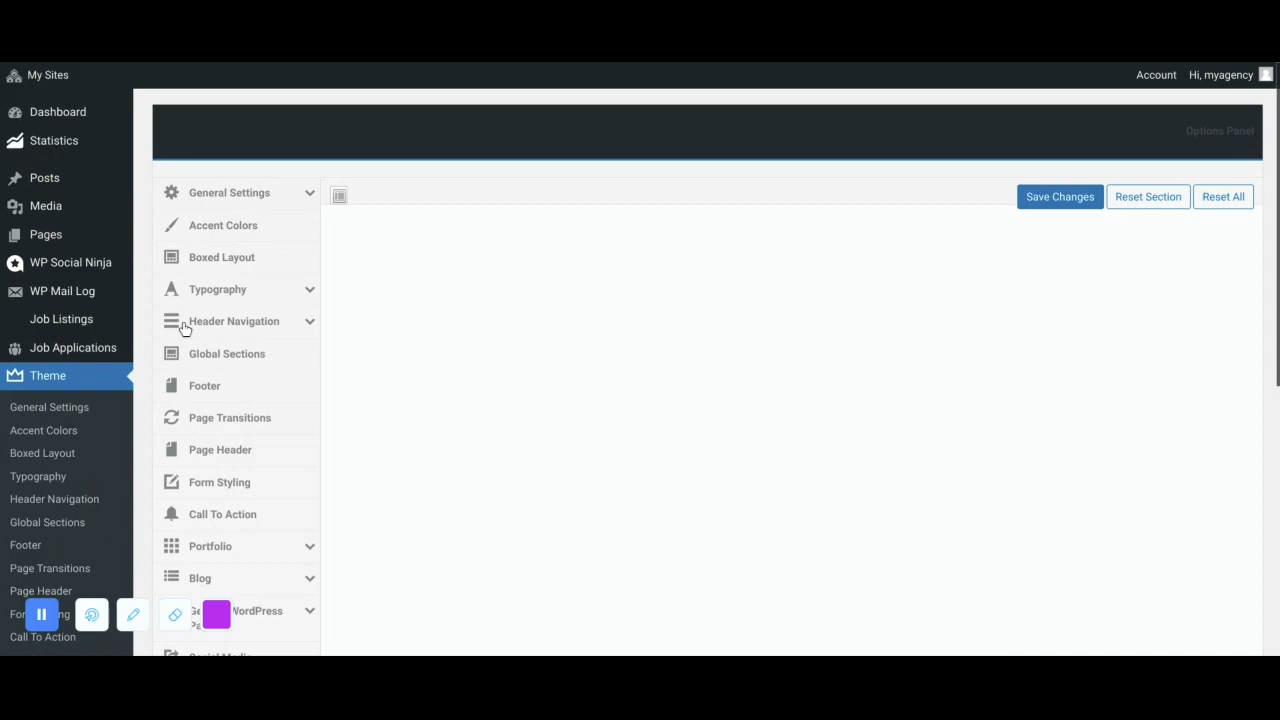 My Sites
Account
Hi, myagency
Dashboard
Statistics
Posts
Media
Pages
WP Social Ninja
WP Mail Log
Job Listings
Job Applications
Theme
General Settings
Accent Colors
Boxed Layout
Typography
Header Navigation
Global Sections
Footer
Page Transitions
Page Header
Call To Action
Options Panel
General Settings
Accent Colors
Boxed Layout
Typography
Header Navigation
Global Sections
Footer
Page Transitions
Page Header
Form Styling
Call To Action
Portfolio
Blog
WordPress
Social Media
Save Changes
Reset Section
Reset All